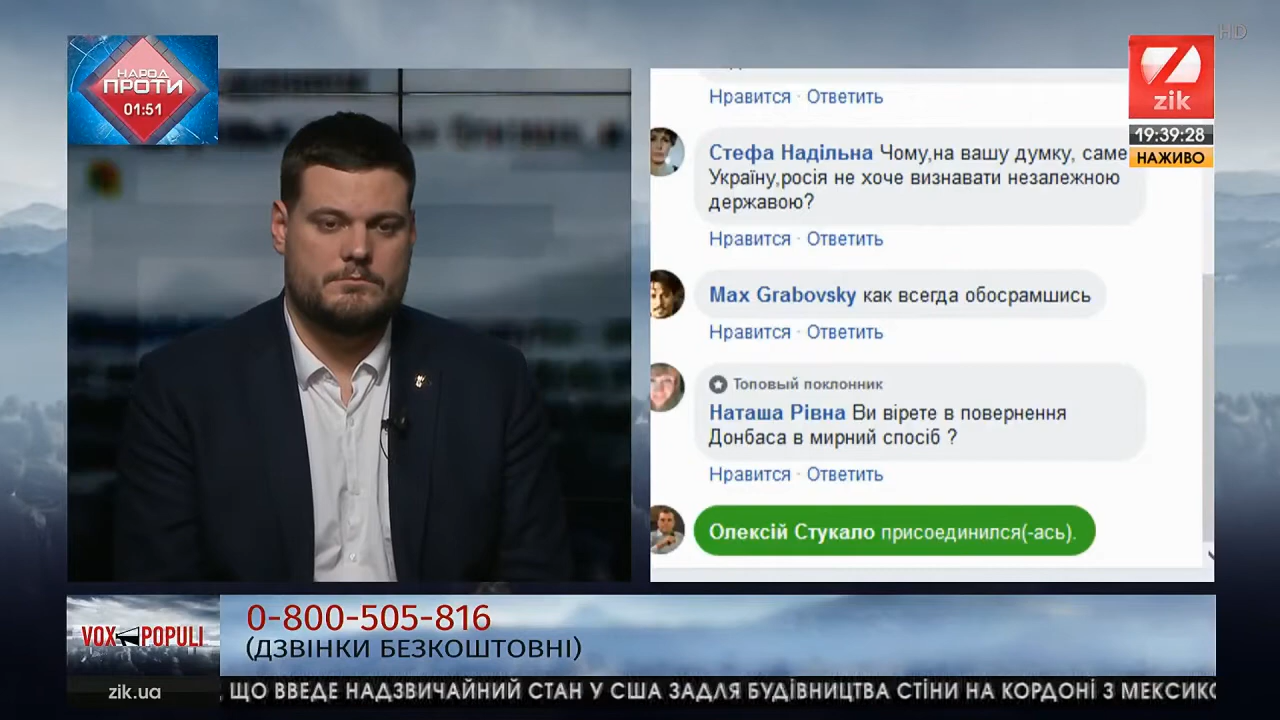 HD
НАРОД
ПРОТИ
01:51
zik
19:39:28
НАЖИВО
Нравится · Ответить
Стефа Надільна Чому,на вашу думку, саме
Україну,росія не хоче визнавати незалежною
державою?
Нравится · Ответить
Max Grabovsky как всегда обосрамшись
Нравится · Ответить
Топовый поклонник
Наташа Рівна Ви вірете в повернення
Донбаса в мирний спосіб ?
Нравится · Ответить
Олексій Стукало присоединился(-ась).
VOX POPULI
0-800-505-816
(ДЗВІНКИ БЕЗКОШТОВНІ)
zik.ua
, ЩО ВВЕДЕ НАДЗВИЧАЙНИЙ СТАН У США ЗАДЛЯ БУДІВНИЦТВА СТІНИ НА КОРДОНІ З МЕКСИКО